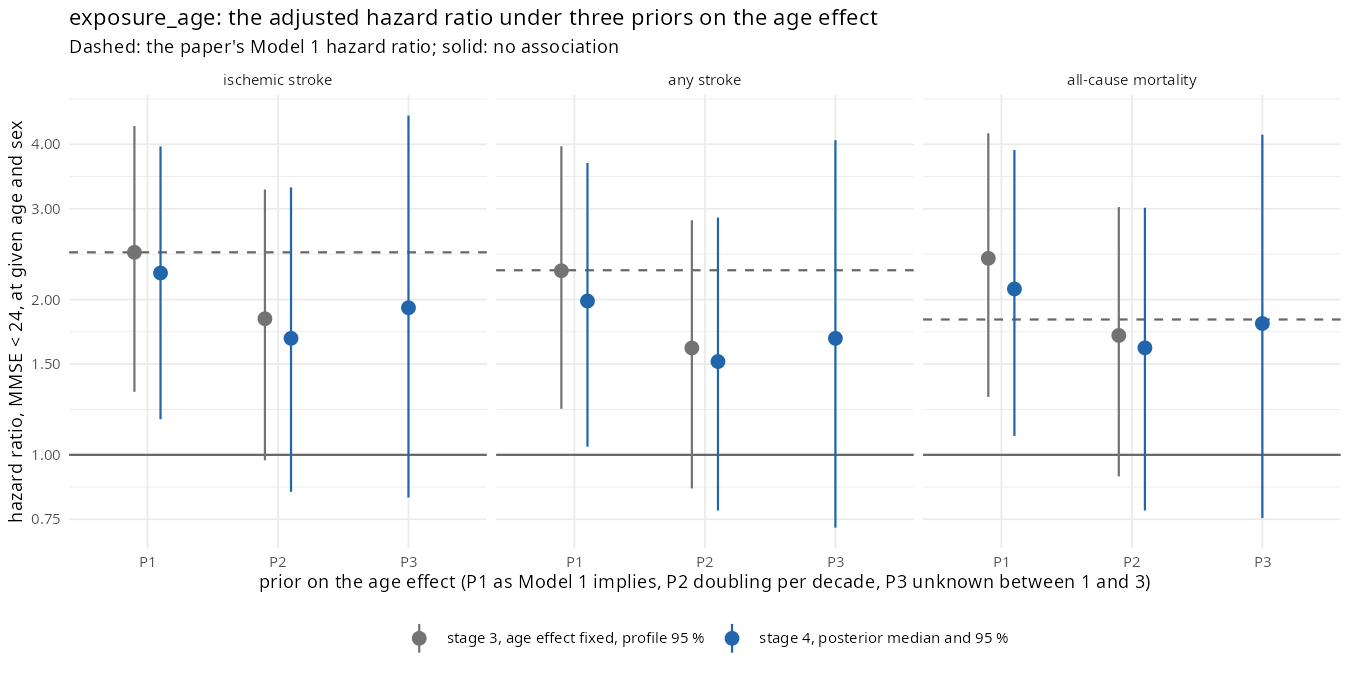 exposure_age: the adjusted hazard ratio under three priors on the age effect
Dashed: the paper's Model 1 hazard ratio; solid: no association
ischemic stroke
any stroke
all-cause mortality
hazard ratio, MMSE < 24, at given age and sex
4.00
3.00
2.00
1.50
1.00
0.75
P1 P2 P3
P1 P2 P3
P1 P2 P3
prior on the age effect (P1 as Model 1 implies, P2 doubling per decade, P3 unknown between 1 and 3)
stage 3, age effect fixed, profile 95 %
stage 4, posterior median and 95 %